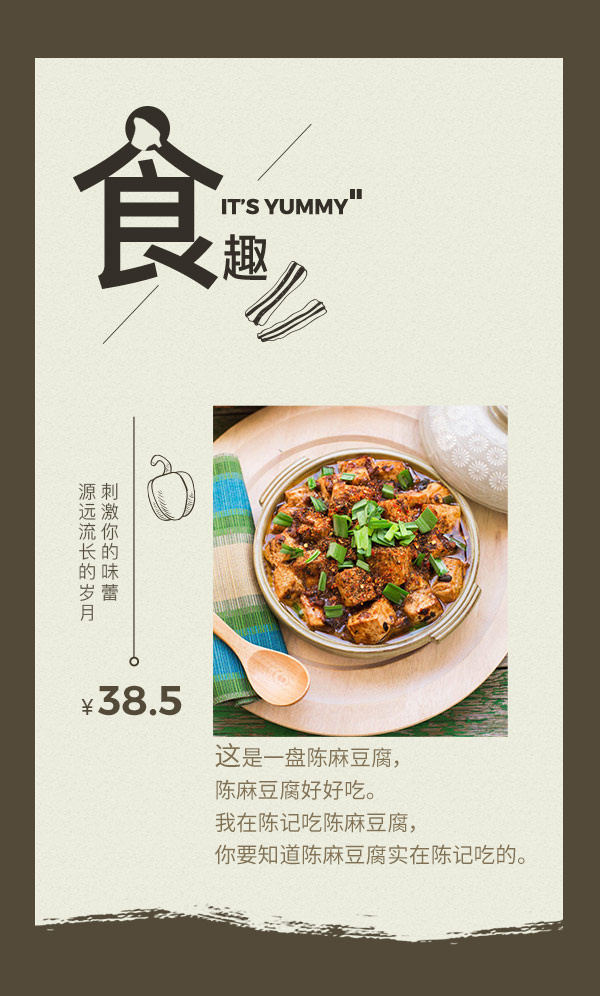 食趣
IT'S YUMMY"
刺激你的味蕾
源远流长的岁月
¥38.5
这是一盘陈麻豆腐，
陈麻豆腐好好吃。
我在陈记吃陈麻豆腐，
你要知道陈麻豆腐实在陈记吃的。